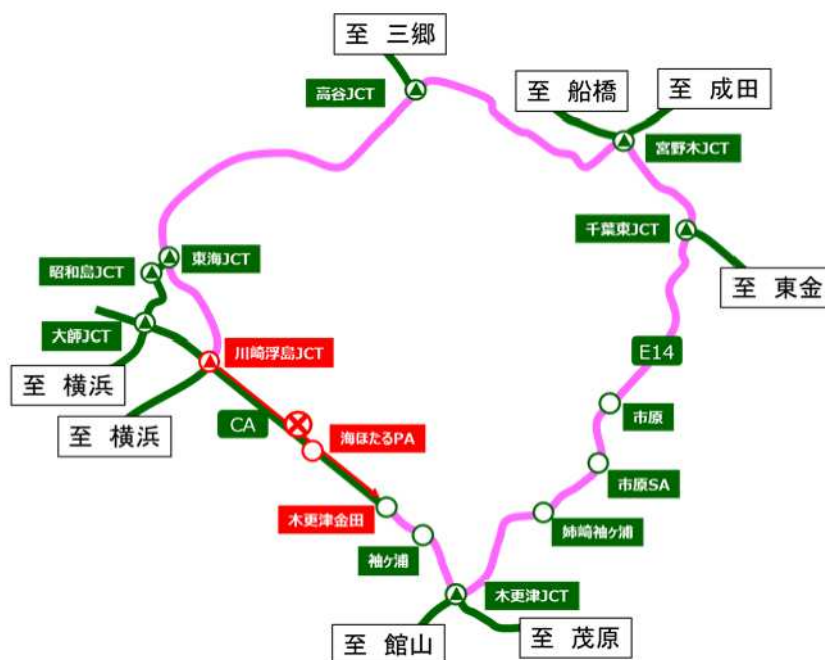 至 三郷
高谷JCT
至 船橋
至 成田
宮野木JCT
千葉東JCT
東海JCT
昭和島JCT
至 東金
大師JCT
川崎浮島JCT
E14
至 横浜
至 横浜
CA
海ほたるPA
市原
市原SA
木更津金田
姉崎袖ヶ浦
袖ヶ浦
木更津JCT
至 館山
至 茂原